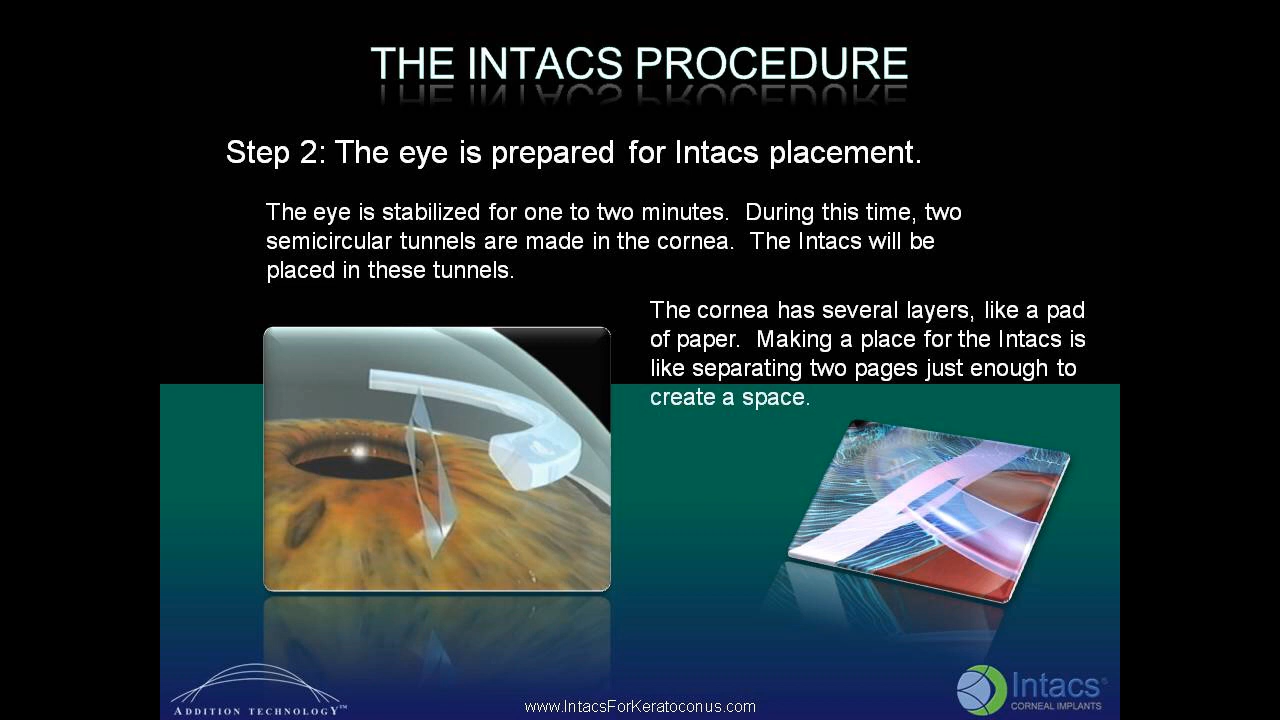 THE INTACS PROCEDURE
Step 2: The eye is prepared for Intacs placement.
The eye is stabilized for one to two minutes.  During this time, two
semicircular tunnels are made in the cornea.  The Intacs will be
placed in these tunnels.
The cornea has several layers, like a pad
of paper.  Making a place for the Intacs is
like separating two pages just enough to
create a space.
ADDITION TECHNOLOGY™
www.IntacsForKeratoconus.com
Intacs®
CORNEAL IMPLANTS